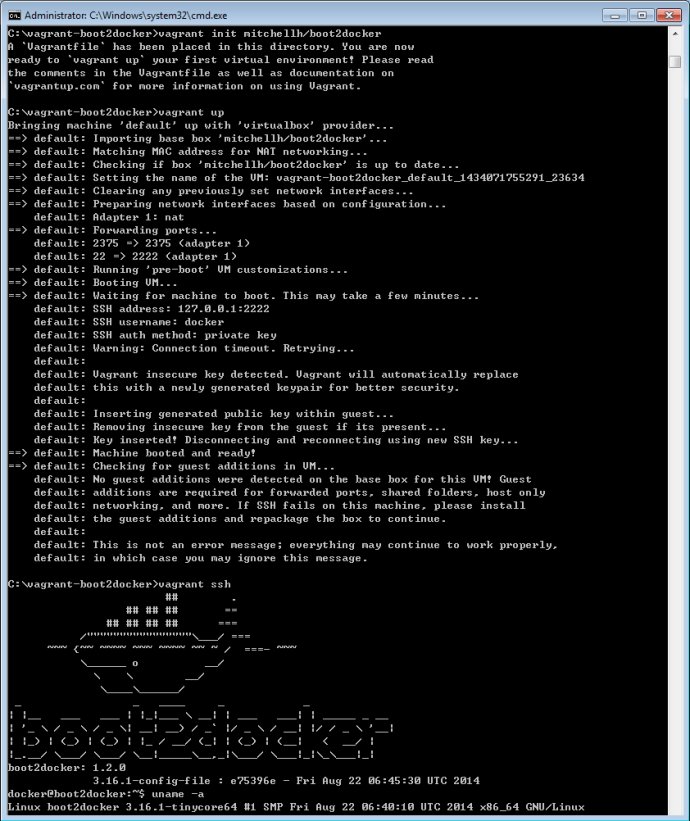 Administrator: C:\Windows\system32\cmd.exe
C:\vagrant-boot2docker>vagrant init mitchellh/boot2docker
A `Vagrantfile` has been placed in this directory. You are now
ready to `vagrant up` your first virtual environment! Please read
the comments in the Vagrantfile as well as documentation on
`vagrantup.com` for more information on using Vagrant.

C:\vagrant-boot2docker>vagrant up
Bringing machine 'default' up with 'virtualbox' provider...
==> default: Importing base box 'mitchellh/boot2docker'...
==> default: Matching MAC address for NAT networking...
==> default: Checking if box 'mitchellh/boot2docker' is up to date...
==> default: Setting the name of the VM: vagrant-boot2docker_default_1434071755291_23634
==> default: Clearing any previously set network interfaces...
==> default: Preparing network interfaces based on configuration...
    default: Adapter 1: nat
==> default: Forwarding ports...
    default: 2375 => 2375 (adapter 1)
    default: 22 => 2222 (adapter 1)
==> default: Running 'pre-boot' VM customizations...
==> default: Booting VM...
==> default: Waiting for machine to boot. This may take a few minutes...
    default: SSH address: 127.0.0.1:2222
    default: SSH username: docker
    default: SSH auth method: private key
    default: Warning: Connection timeout. Retrying...
    default:
    default: Vagrant insecure key detected. Vagrant will automatically replace
    default: this with a newly generated keypair for better security.
    default:
    default: Inserting generated public key within guest...
    default: Removing insecure key from the guest if its present...
    default: Key inserted! Disconnecting and reconnecting using new SSH key...
==> default: Machine booted and ready!
==> default: Checking for guest additions in VM...
    default: No guest additions were detected on the base box for this VM! Guest
    default: additions are required for forwarded ports, shared folders, host only
    default: networking, and more. If SSH fails on this machine, please install
    default: the guest additions and repackage the box to continue.
    default:
    default: This is not an error message; everything may continue to work properly,
    default: in which case you may ignore this message.

C:\vagrant-boot2docker>vagrant ssh
boot2docker
boot2docker: 1.2.0
             3.16.1-config-file : e75396e - Fri Aug 22 06:45:30 UTC 2014
docker@boot2docker:~$ uname -a
Linux boot2docker 3.16.1-tinycore64 #1 SMP Fri Aug 22 06:40:10 UTC 2014 x86_64 GNU/Linux